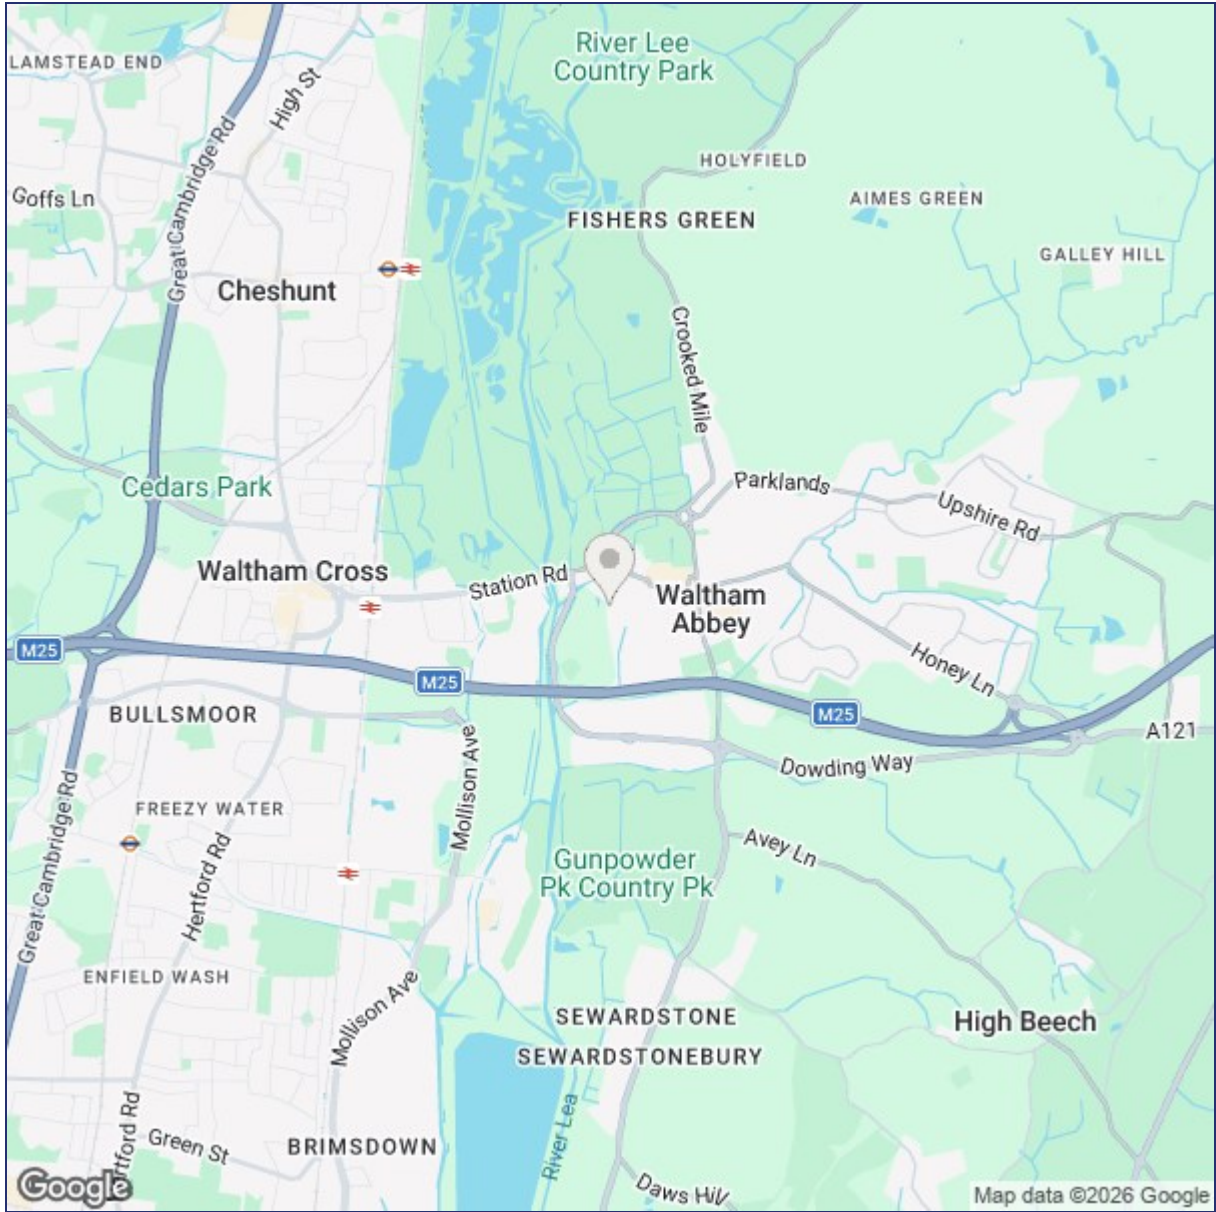 River Lee
Country Park
LAMSTEAD END
High St
HOLYFIELD
Goffs Ln
Great Cambridge Rd
AIMES GREEN
FISHERS GREEN
GALLEY HILL
Cheshunt
Crooked Mile
Cedars Park
Parklands
Upshire Rd
Waltham Cross
Station Rd
Waltham
Abbey
M25
Honey Ln
M25
M25
BULLSMOOR
A121
Mollison Ave
Dowding Way
FREEZY WATER
Great Cambridge Rd
Hertford Rd
Avey Ln
Gunpowder
Pk Country Pk
ENFIELD WASH
Mollison Ave
SEWARDSTONE
High Beech
SEWARDSTONEBURY
River Lea
rtford Rd
Green St
BRIMSDOWN
Daws Hill
Google
Map data ©2026 Google